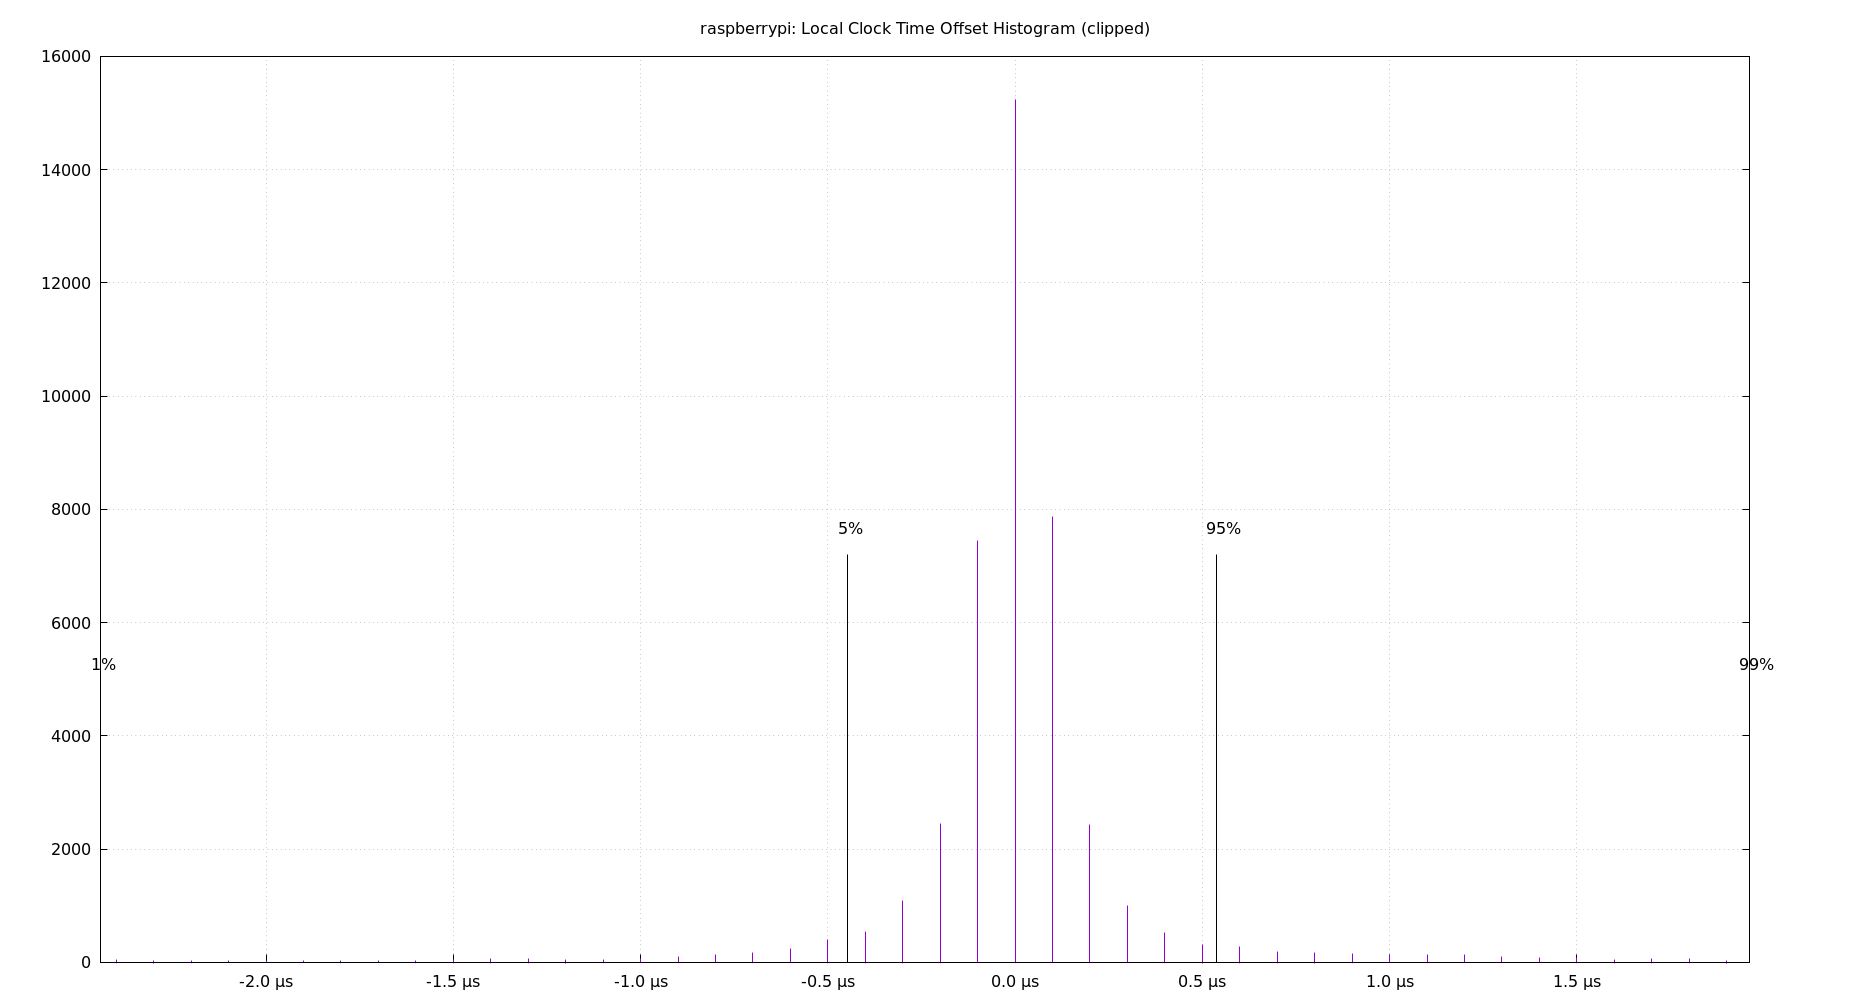 raspberrypi: Local Clock Time Offset Histogram (clipped)
16000
14000
12000
10000
8000
5%
95%
6000
1%
99%
4000
2000
0
-2.0 µs
-1.5 µs
-1.0 µs
-0.5 µs
0.0 µs
0.5 µs
1.0 µs
1.5 µs